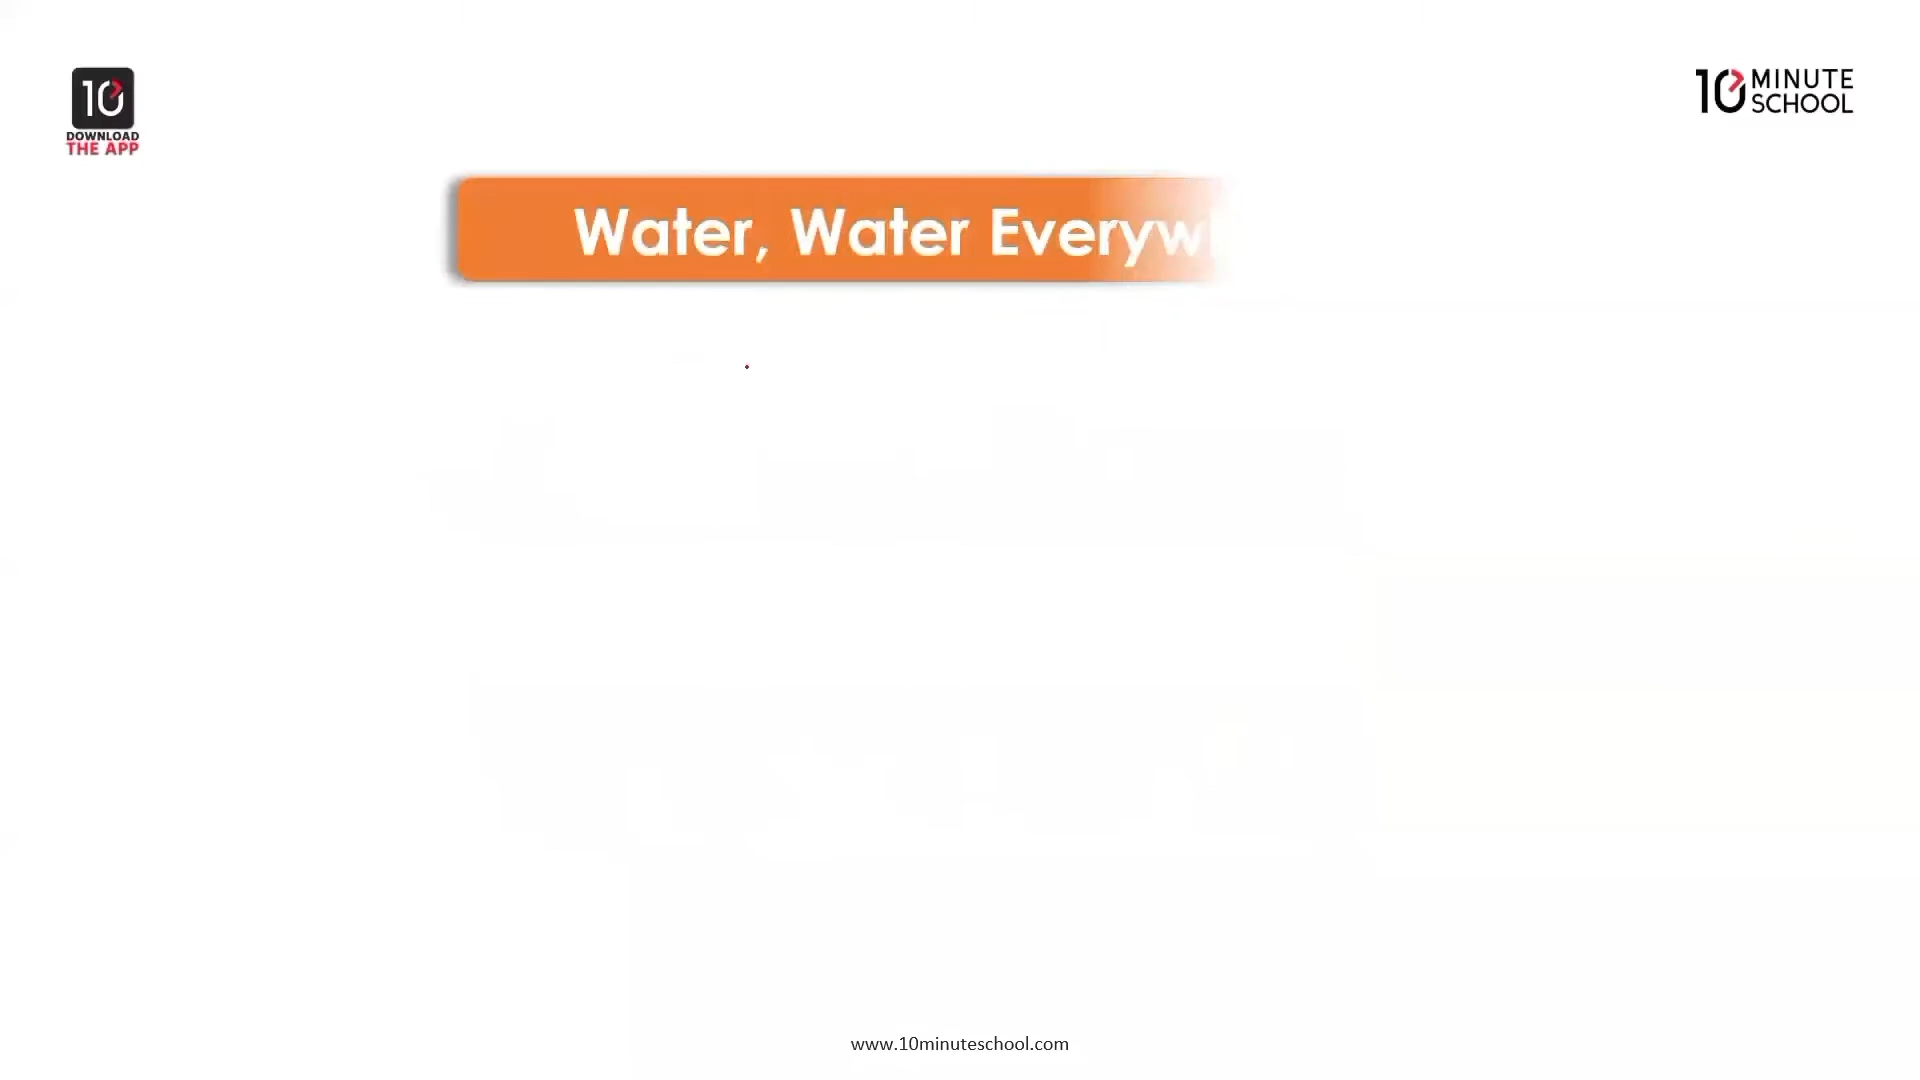 10
DOWNLOAD
THE APP
10 MINUTE
SCHOOL
Water, Water Everyw
www.10minuteschool.com